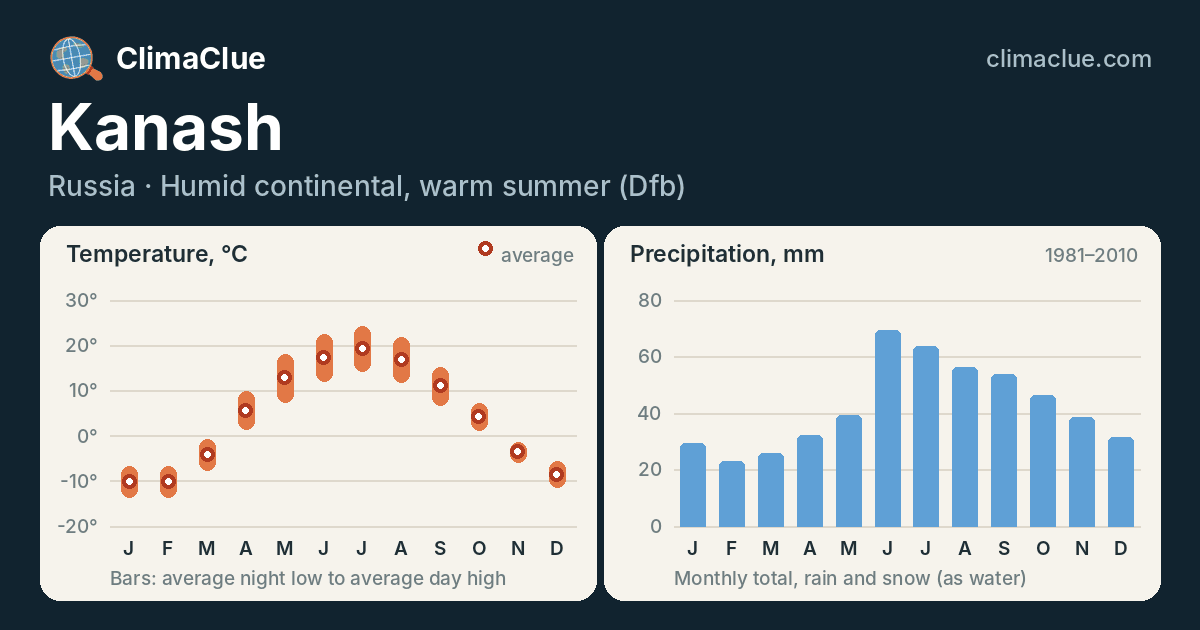 ClimaClue
climaclue.com
Kanash
Russia · Humid continental, warm summer (Dfb)
Temperature, °C
average
30°
20°
10°
0°
-10°
-20°
J F M A M J J A S O N D
Bars: average night low to average day high
Precipitation, mm
1981–2010
80
60
40
20
0
J F M A M J J A S O N D
Monthly total, rain and snow (as water)